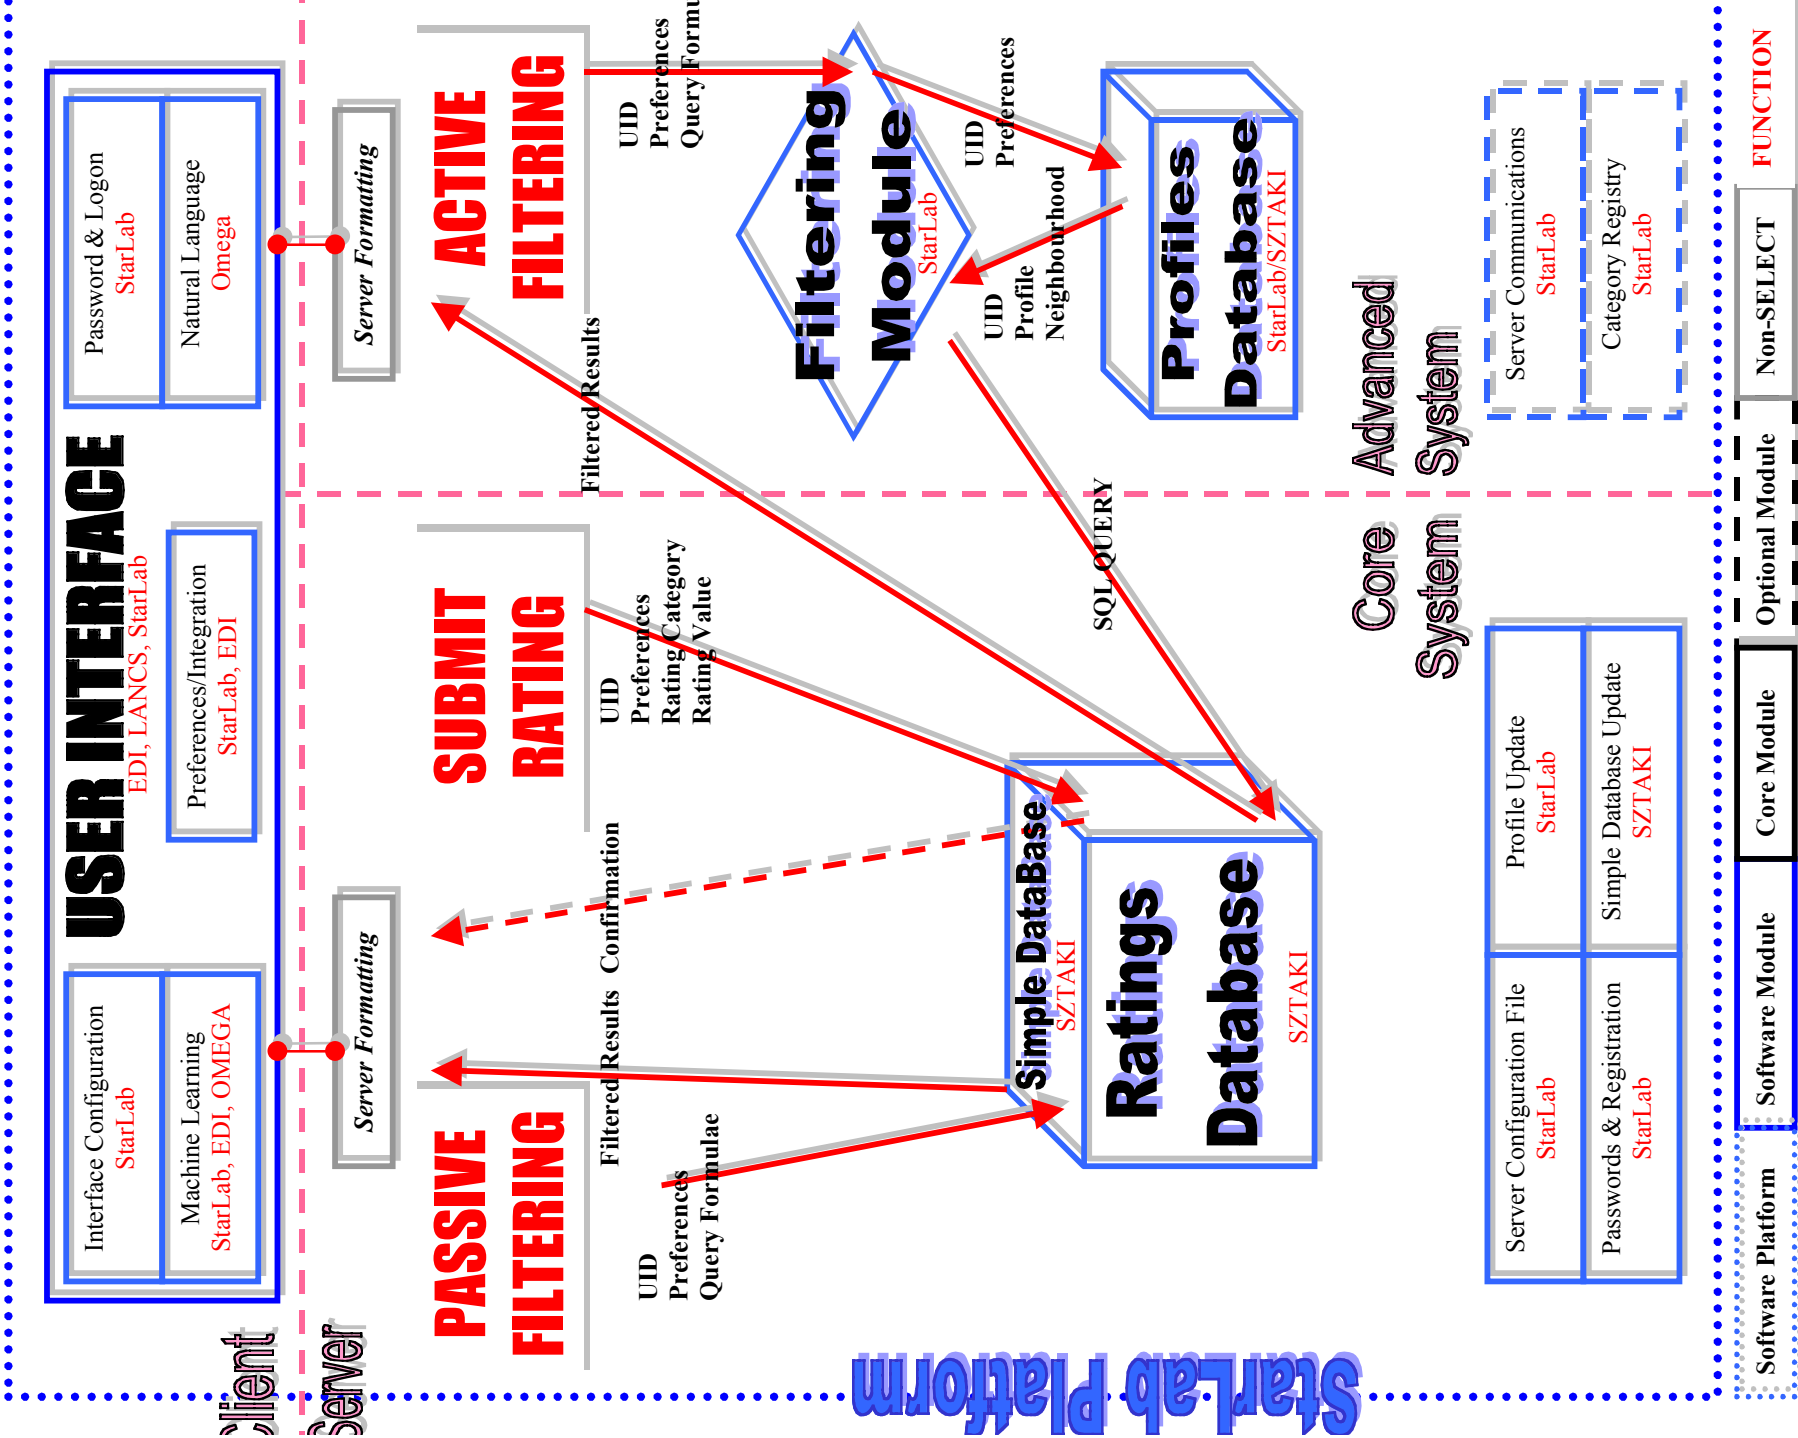 USER INTERFACE
EDI, LANCS, StarLab
Interface Configuration
StarLab
Machine Learning
StarLab, EDI, OMEGA
Preferences/Integration
StarLab, EDI
Password & Logon
StarLab
Natural Language
Omega
Client
Server
Server Formatting
Server Formating
PASSIVE
FILTERING
SUBMIT
RATING
ACTIVE
FILTERING
UID
Preferences
Query Formulae
Filtered Results
Confirmation
UID
Preferences
Rating Category
Rating Value
Filtered Results
UID
Preferences
Filtering
Module
StarLab
UID
Preferences
UID
Profile
Neighbourhood
SQL QUERY
Simple DataBase
SZTAKI
Ratings
Database
SZTAKI
Profiles
Database
StarLab/SZTAKI
Core
System
Advanced
System
Server Configuration File
StarLab
Passwords & Registration
StarLab
Profile Update
StarLab
Simple Database Update
SZTAKI
Server Communications
StarLab
Category Registry
StarLab
StarLab Platform
Software Platform
Software Module
Core Module
Optional Module
Non-SELECT
FUNCTION